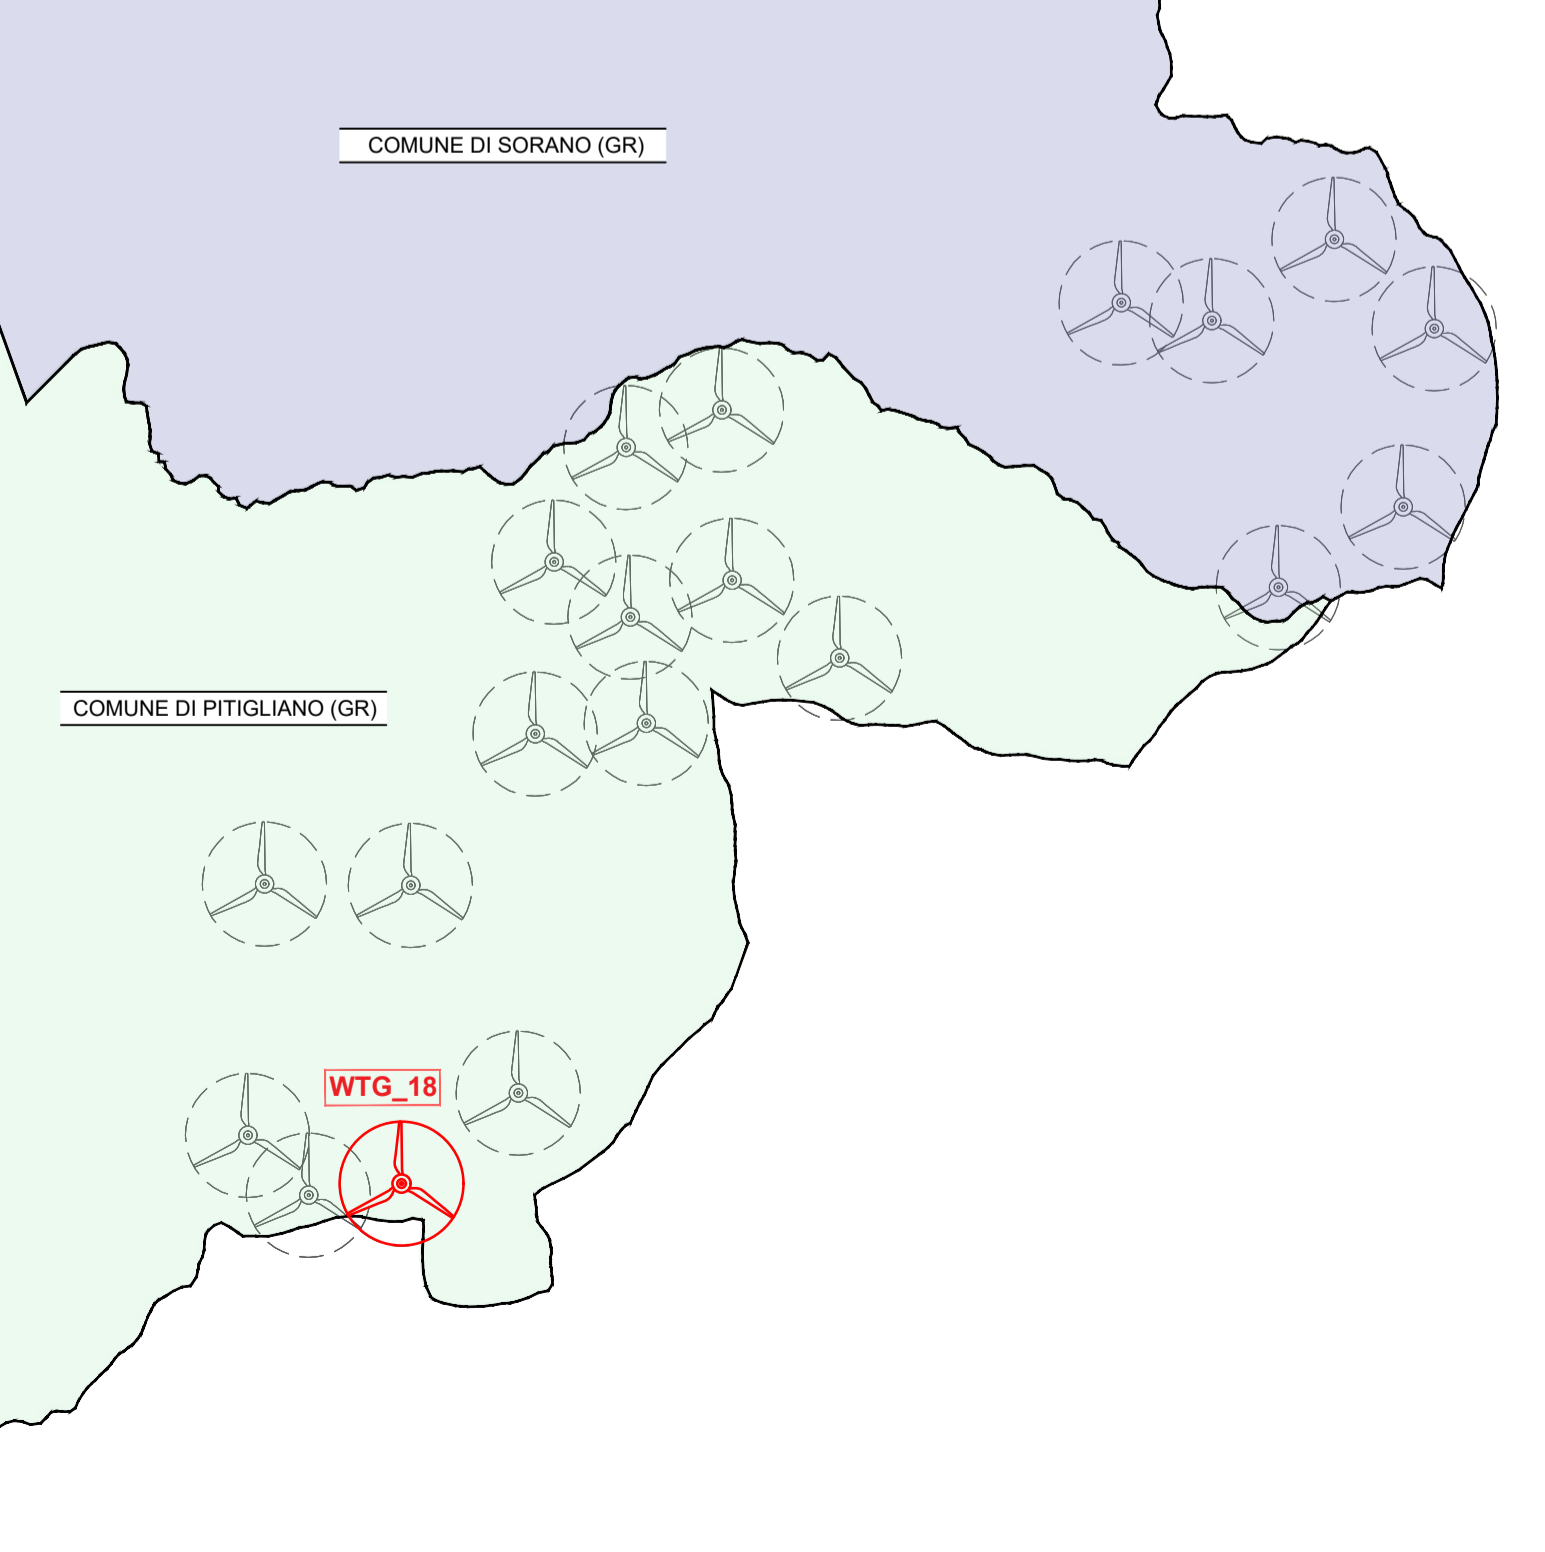 COMUNE DI SORANO (GR)
COMUNE DI PITIGLIANO (GR)
WTG_18